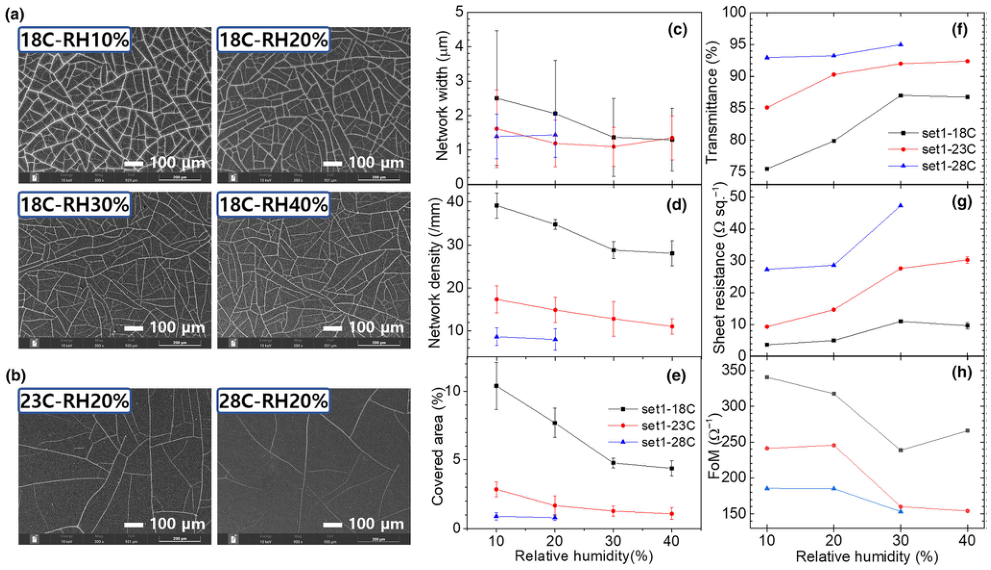 (a)
18C-RH10%
100 μm
18C-RH20%
100 μm
18C-RH30%
100 μm
18C-RH40%
100 μm
(b)
23C-RH20%
100 μm
28C-RH20%
100 μm
(c)
Network width (μm)
5
4
3
2
1
0
(d)
Network density (/mm)
40
30
20
10
(e)
Covered area (%)
10
5
0
set1-18C
set1-23C
set1-28C
10 20 30 40
Relative humidity(%)
(f)
Transmittance (%)
100
95
90
85
80
75
set1-18C
set1-23C
set1-28C
(g)
Sheet resistance (Ω sq.⁻¹)
50
40
30
20
10
0
(h)
FoM (Ω⁻¹)
350
300
250
200
150
10 20 30 40
Relative humidity (%)